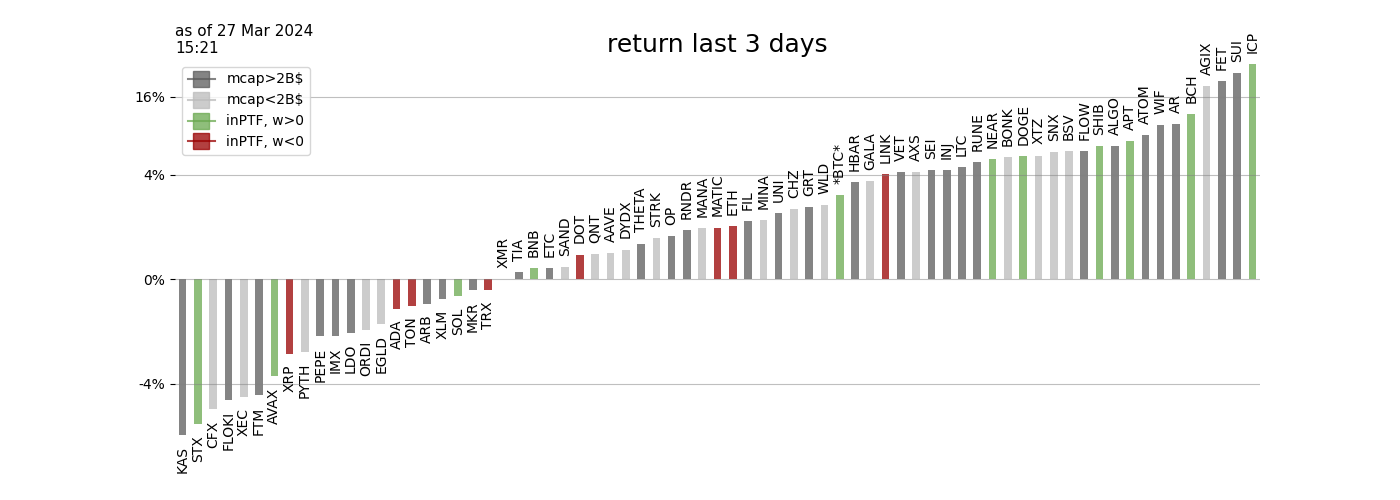 as of 27 Mar 2024
15:21
return last 3 days
mcap>2B$
mcap<2B$
inPTF, w>0
inPTF, w<0
16%
4%
0%
-4%
KAS
STX
CFX
FLOKI
XEC
FTM
AVAX
XRP
PYTH
PEPE
IMX
LDO
ORDI
EGLD
ADA
TON
ARB
XLM
SOL
MKR
TRX
XMR
TIA
BNB
ETC
SAND
DOT
QNT
AAVE
DYDX
THETA
STRK
OP
RNDR
MANA
MATIC
ETH
FIL
MINA
UNI
CHZ
GRT
WLD
*BTC*
HBAR
GALA
LINK
VET
AXS
SEI
INJ
LTC
RUNE
NEAR
BONK
DOGE
XTZ
SNX
BSV
FLOW
SHIB
ALGO
APT
ATOM
WIF
AR
BCH
AGIX
FET
SUI
ICP